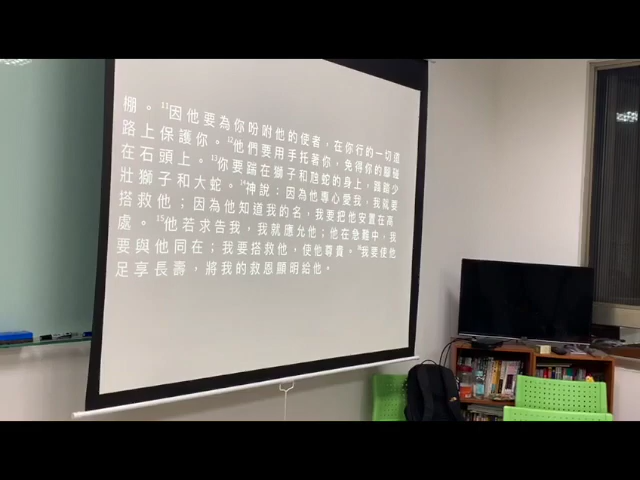 棚。11因他要為你吩咐他的使者，在你行的一切道
路上保護你。12他們要用手托著你，免得你的腳碰
在石頭上。13你要踹在獅子和虺蛇的身上，踐踏少
壯獅子和大蛇。14神說：因為他專心愛我，我就要
搭救他；因為他知道我的名，我要把他安置在高
處。15他若求告我，我就應允他；他在急難中，我
要與他同在；我要搭救他，使他尊貴。16我要使他
足享長壽，將我的救恩顯明給他。